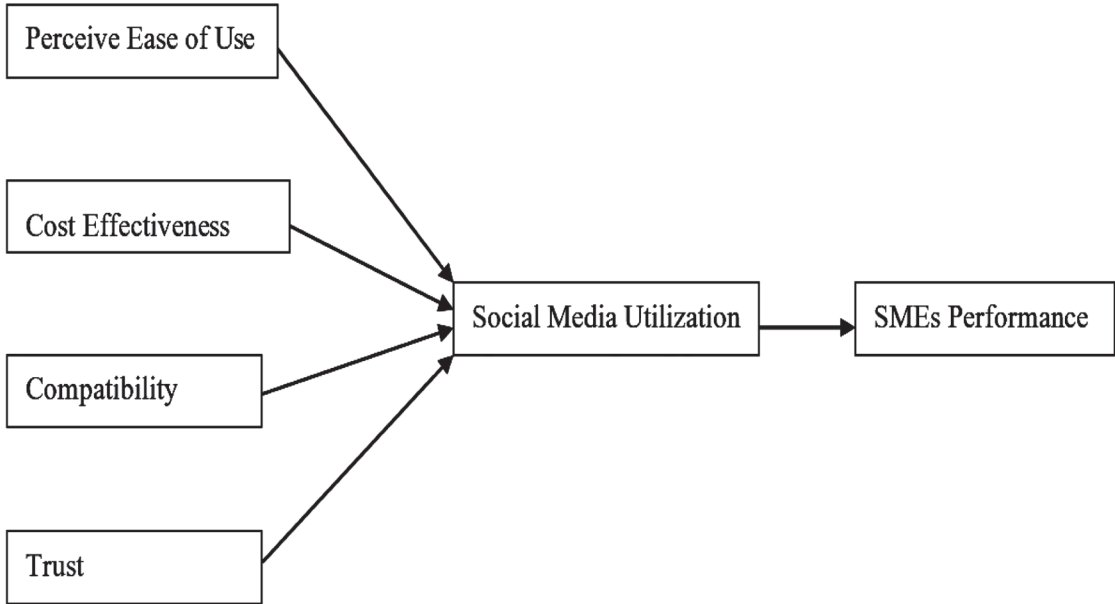 Perceive Ease of Use
Cost Effectiveness
Social Media Utilization
SMEs Performance
Compatibility
Trust